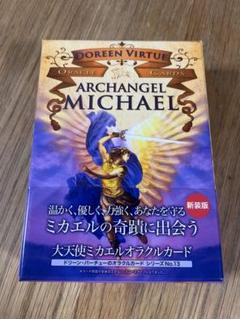 DOREEN VIRTUE
ORACLE CARDS
ARCHANGEL
MICHAEL
温かく、優しく、力強く、あなたを守る
ミカエルの奇蹟に出会う
新装版
大天使ミカエルオラクルカード
ドリーン・バーチューのオラクルカード シリーズNo.13